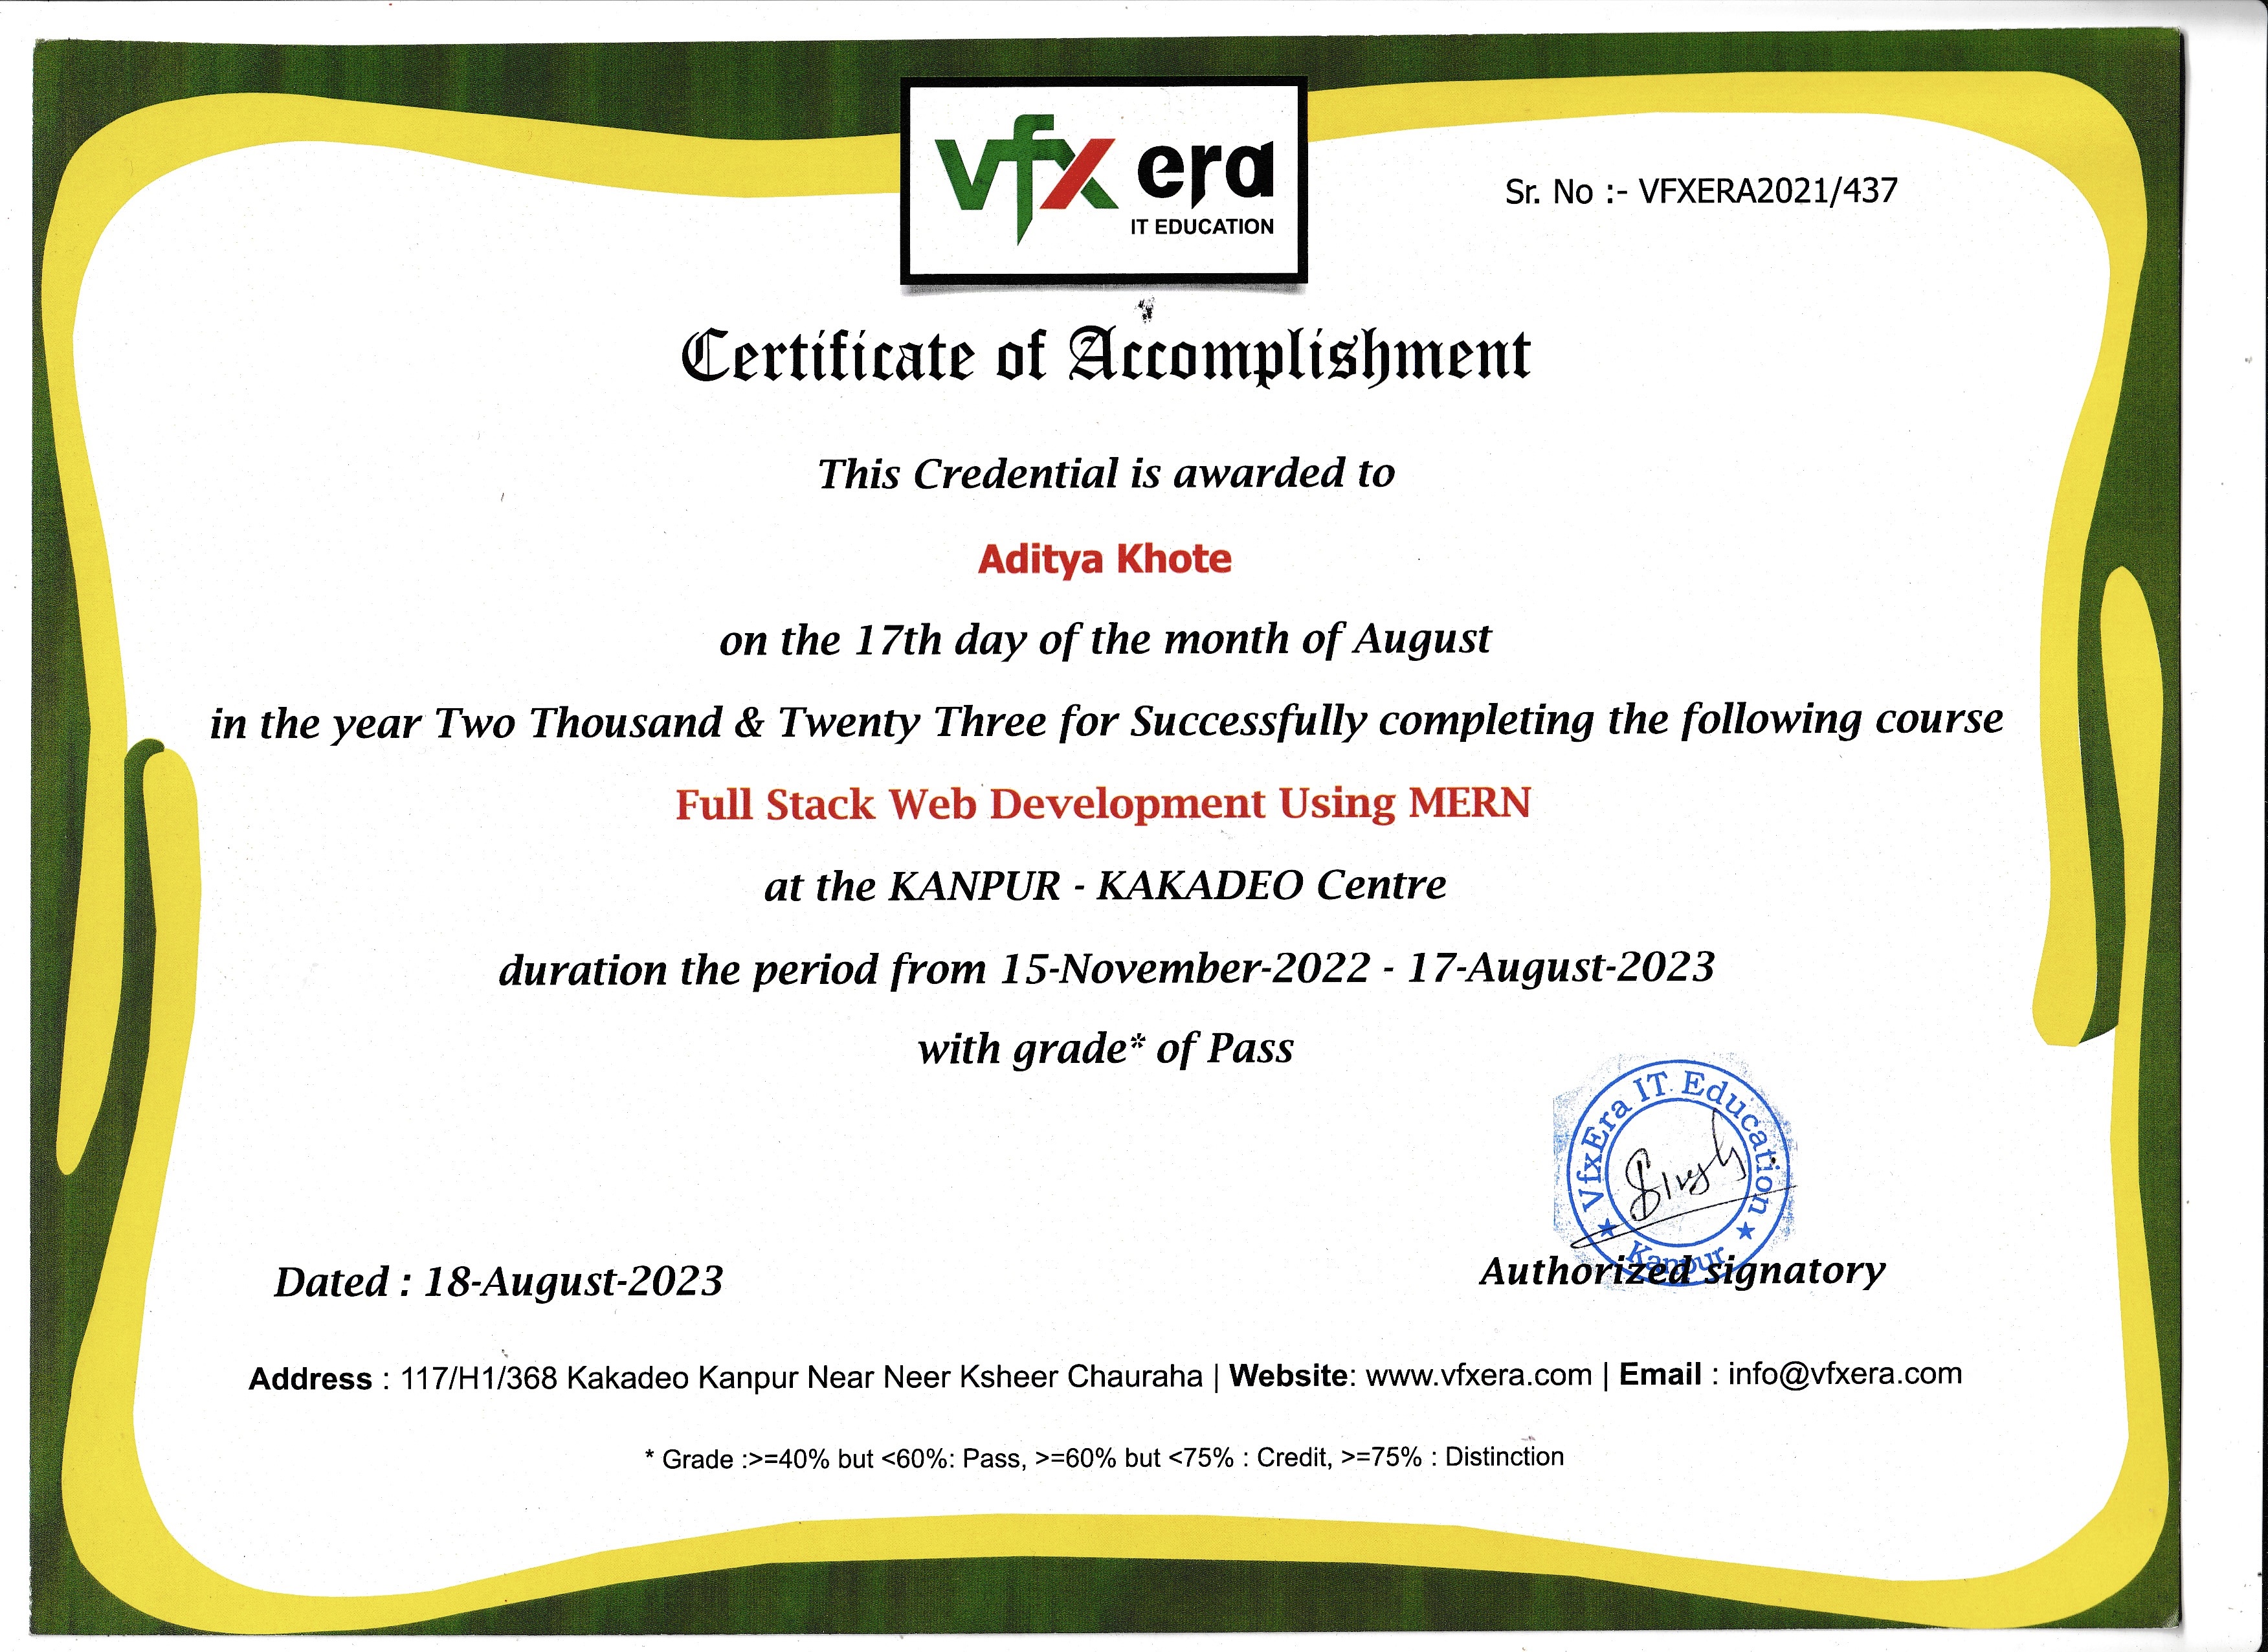 vfx era
IT EDUCATION
Sr. No :- VFXERA2021/437
Certificate of Accomplishment
This Credential is awarded to
Aditya Khote
on the 17th day of the month of August
in the year Two Thousand & Twenty Three for Successfully completing the following course
Full Stack Web Development Using MERN
at the KANPUR - KAKADEO Centre
duration the period from 15-November-2022 - 17-August-2023
with grade* of Pass
VfxEra IT Education
Singh
Kanpur
Dated : 18-August-2023
Authorized signatory
Address : 117/H1/368 Kakadeo Kanpur Near Neer Ksheer Chauraha | Website: www.vfxera.com | Email : info@vfxera.com
* Grade :>=40% but <60%: Pass, >=60% but <75% : Credit, >=75% : Distinction